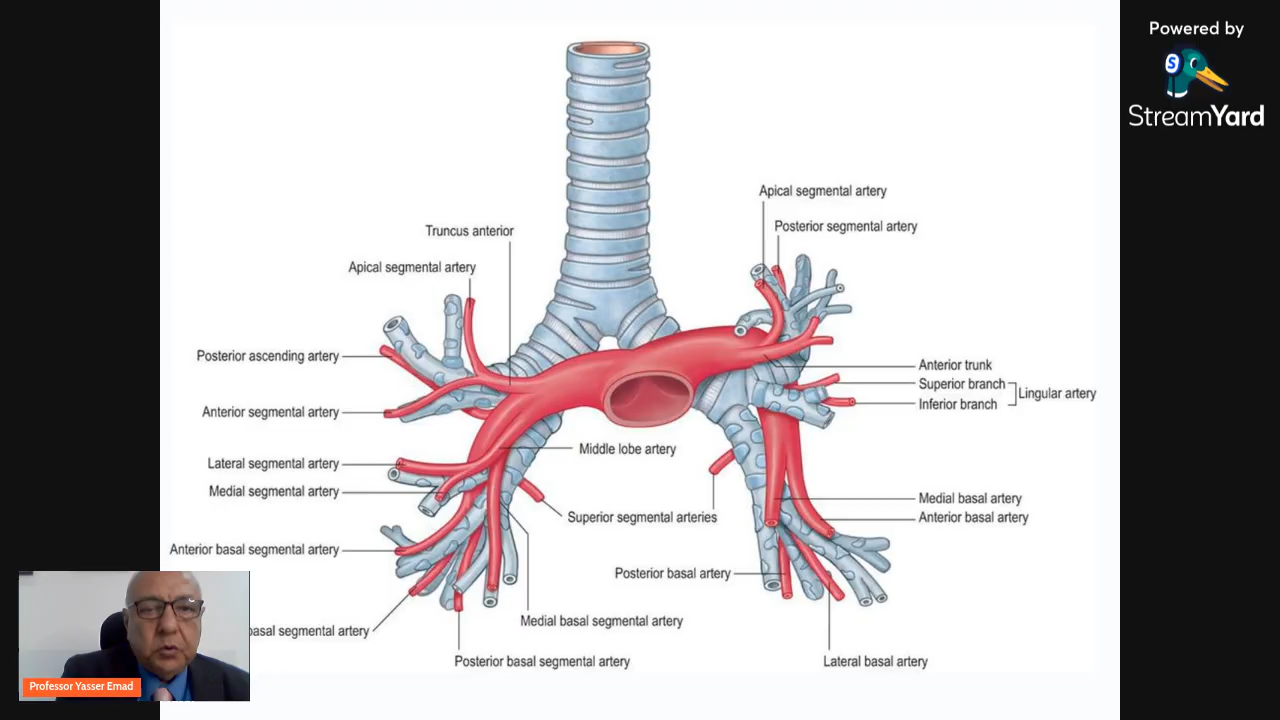 Powered by
S
StreamYard
Apical segmental artery
Posterior segmental artery
Truncus anterior
Apical segmental artery
Posterior ascending artery
Anterior segmental artery
Lateral segmental artery
Medial segmental artery
Anterior basal segmental artery
basal segmental artery
Posterior basal segmental artery
Medial basal segmental artery
Middle lobe artery
Superior segmental arteries
Posterior basal artery
Anterior trunk
Superior branch
Inferior branch
Lingular artery
Medial basal artery
Anterior basal artery
Lateral basal artery
Professor Yasser Emad